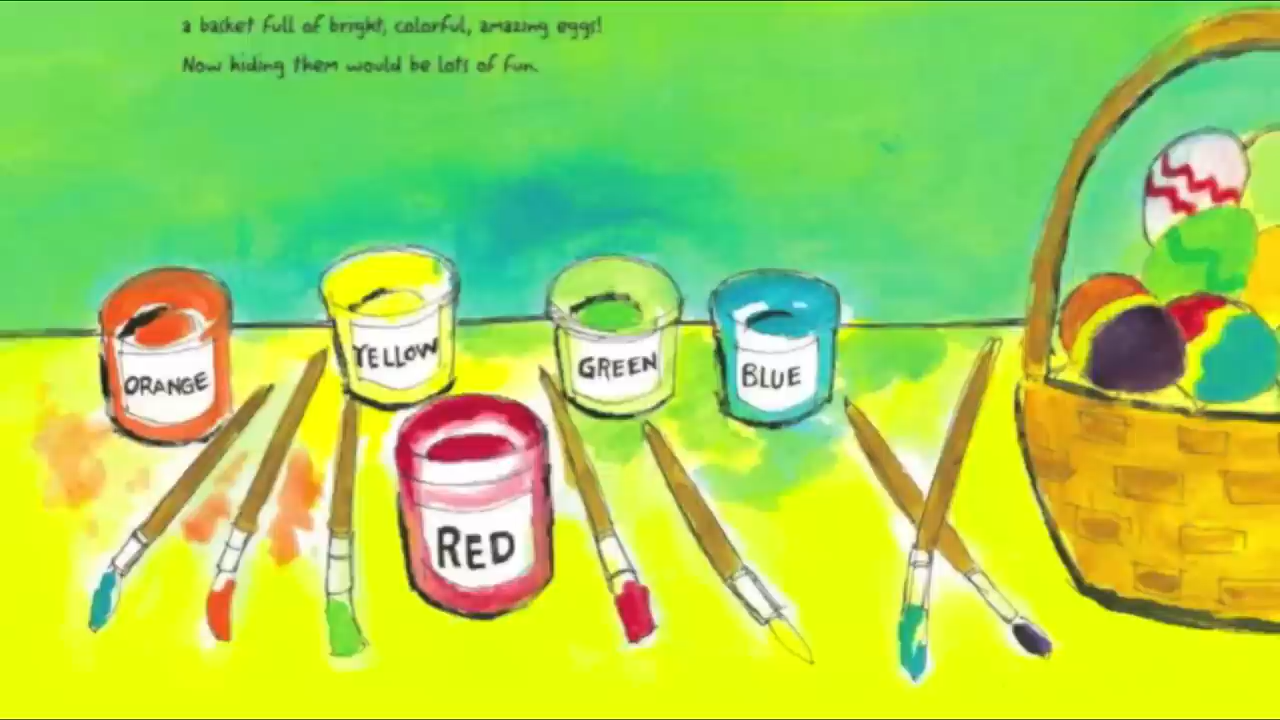 a basket full of bright, colorful, amazing eggs!
Now hiding them would be lots of fun.
ORANGE
YELLOW
GREEN
BLUE
RED